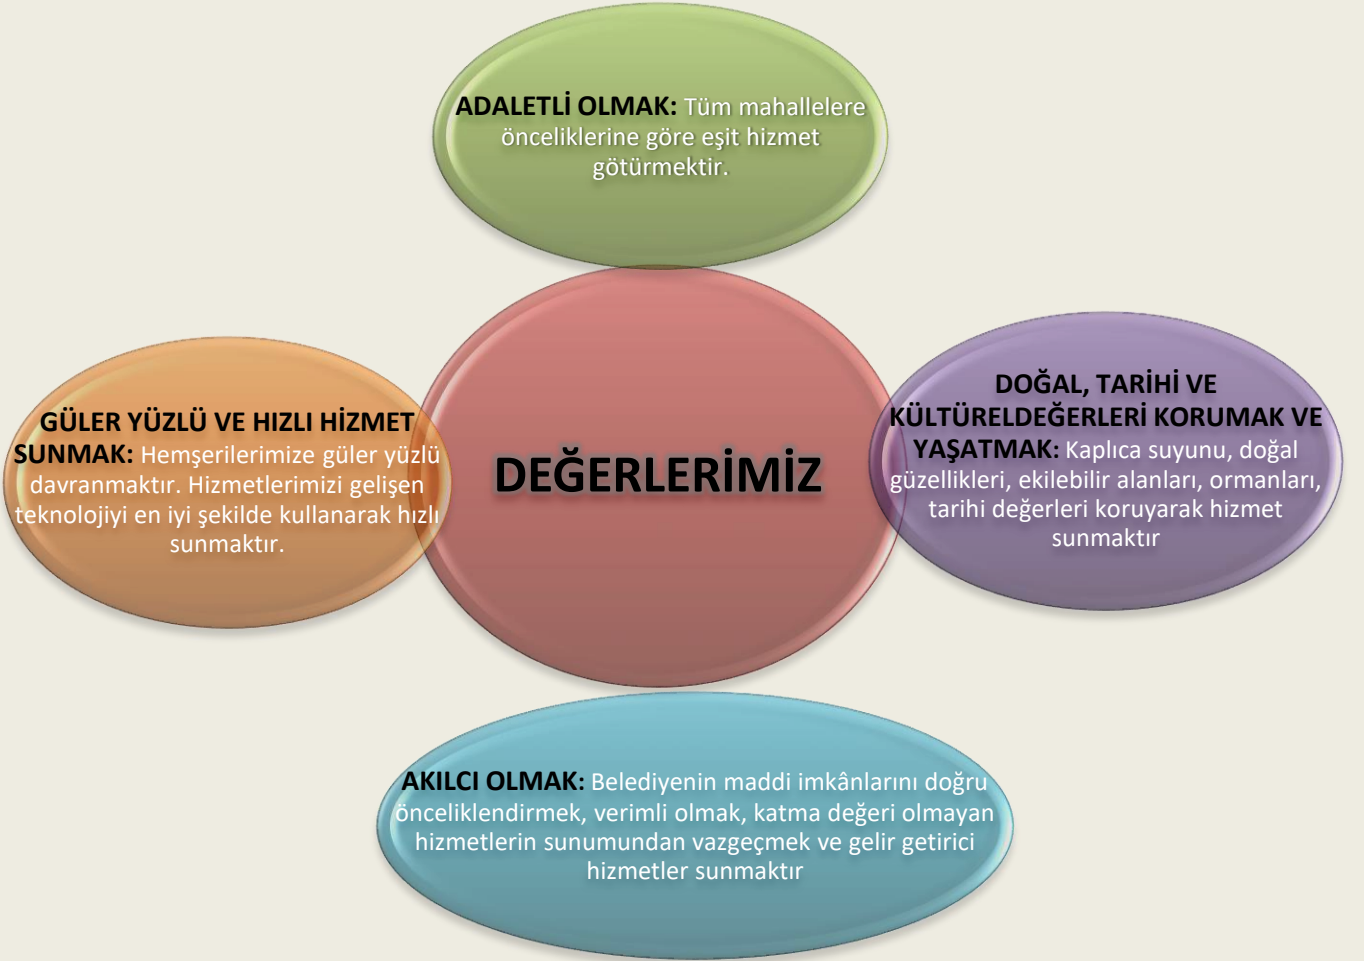 ADALETLİ OLMAK: Tüm mahallelere
önceliklerine göre eşit hizmet
götürmektir.
GÜLER YÜZLÜ VE HIZLI HİZMET
SUNMAK: Hemşerilerimize güler yüzlü
davranmaktır. Hizmetlerimizi gelişen
teknolojiyi en iyi şekilde kullanarak hızlı
sunmaktır.
DEĞERLERİMİZ
DOĞAL, TARİHİ VE
KÜLTÜRELDEĞERLERİ KORUMAK VE
YAŞATMAK: Kaplıca suyunu, doğal
güzellikleri, ekilebilir alanları, ormanları,
tarihi değerleri koruyarak hizmet
sunmaktır
AKILCI OLMAK: Belediyenin maddi imkânlarını doğru
önceliklendirmek, verimli olmak, katma değeri olmayan
hizmetlerin sunumundan vazgeçmek ve gelir getirici
hizmetler sunmaktır